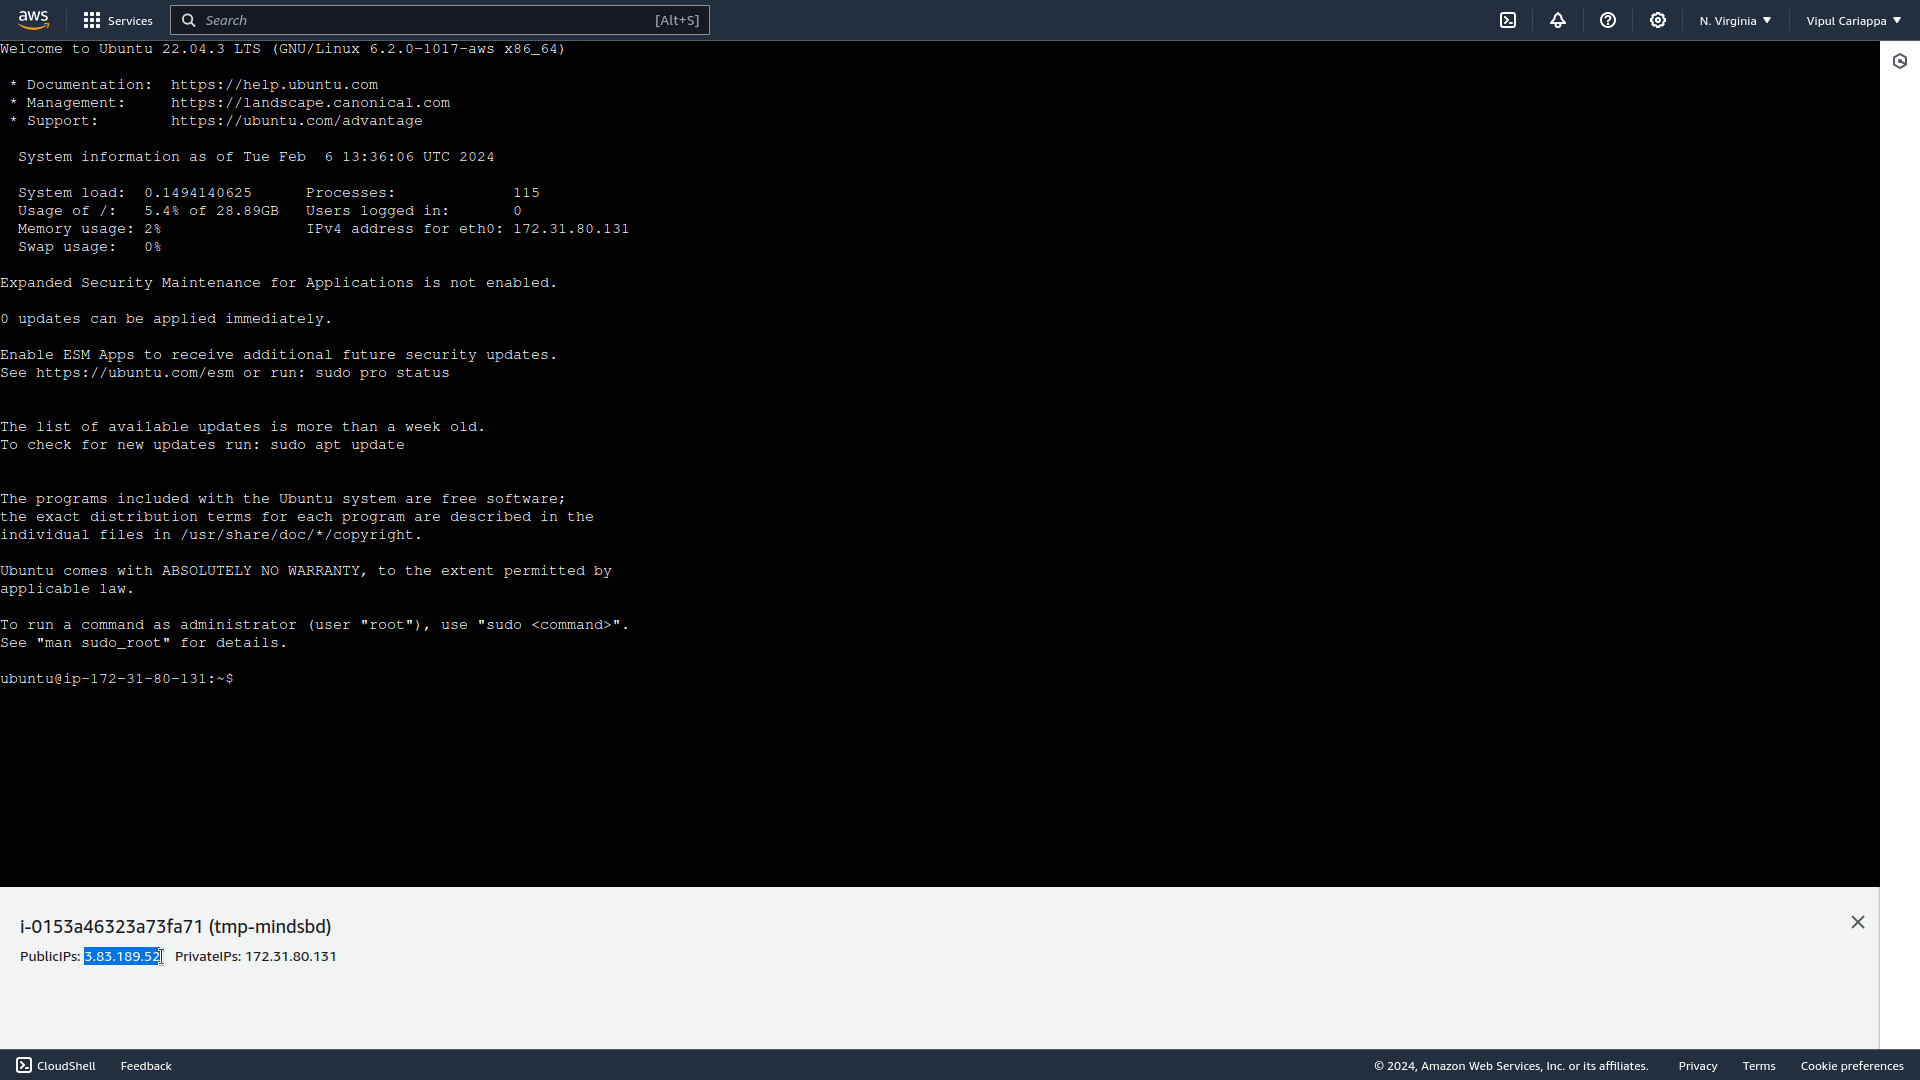 aws Services Search [Alt+S] N. Virginia Vipul Cariappa
Welcome to Ubuntu 22.04.3 LTS (GNU/Linux 6.2.0-1017-aws x86_64)
* Documentation: https://help.ubuntu.com
* Management: https://landscape.canonical.com
* Support: https://ubuntu.com/advantage
System information as of Tue Feb 6 13:36:06 UTC 2024
System load: 0.1494140625 Processes: 115
Usage of /: 5.4% of 28.89GB Users logged in: 0
Memory usage: 2% IPv4 address for eth0: 172.31.80.131
Swap usage: 0%
Expanded Security Maintenance for Applications is not enabled.
0 updates can be applied immediately.
Enable ESM Apps to receive additional future security updates.
See https://ubuntu.com/esm or run: sudo pro status
The list of available updates is more than a week old.
To check for new updates run: sudo apt update
The programs included with the Ubuntu system are free software;
the exact distribution terms for each program are described in the
individual files in /usr/share/doc/*/copyright.
Ubuntu comes with ABSOLUTELY NO WARRANTY, to the extent permitted by
applicable law.
To run a command as administrator (user "root"), use "sudo <command>".
See "man sudo_root" for details.
ubuntu@ip-172-31-80-131:~$
i-0153a46323a73fa71 (tmp-mindsbd)
PublicIPs: 3.83.189.52 PrivateIPs: 172.31.80.131
CloudShell Feedback © 2024, Amazon Web Services, Inc. or its affiliates. Privacy Terms Cookie preferences